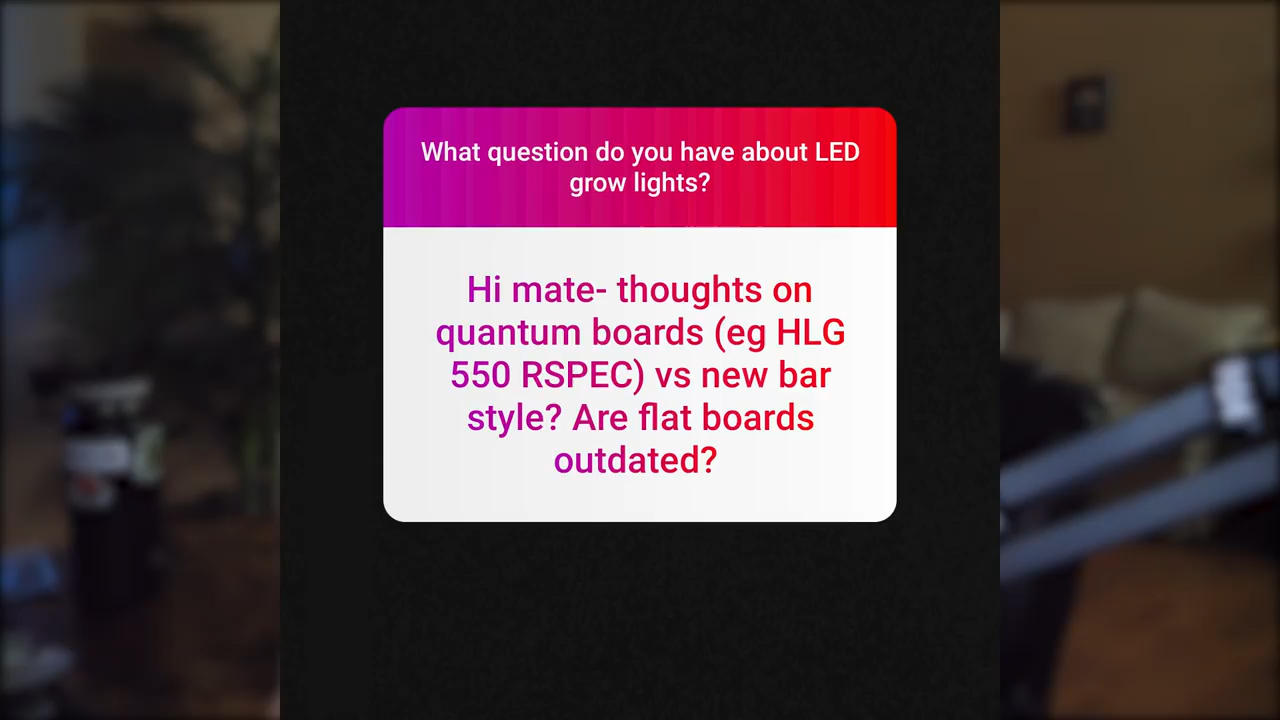 What question do you have about LED
grow lights?
Hi mate- thoughts on
quantum boards (eg HLG
550 RSPEC) vs new bar
style? Are flat boards
outdated?